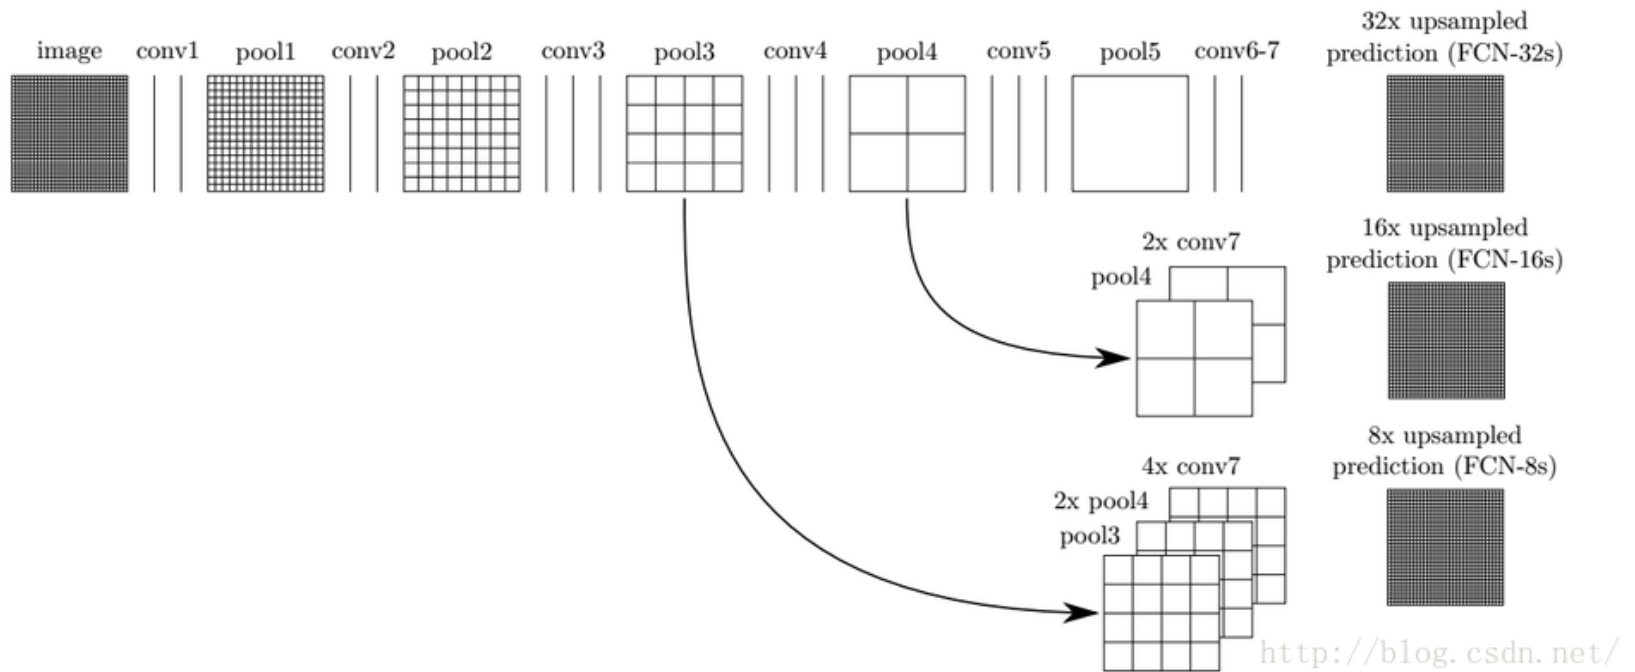 image conv1 pool1 conv2 pool2 conv3 pool3 conv4 pool4 conv5 pool5 conv6-7
32x upsampled
prediction (FCN-32s)
2x conv7
pool4
16x upsampled
prediction (FCN-16s)
4x conv7
2x pool4
pool3
8x upsampled
prediction (FCN-8s)
http://blog.csdn.net/